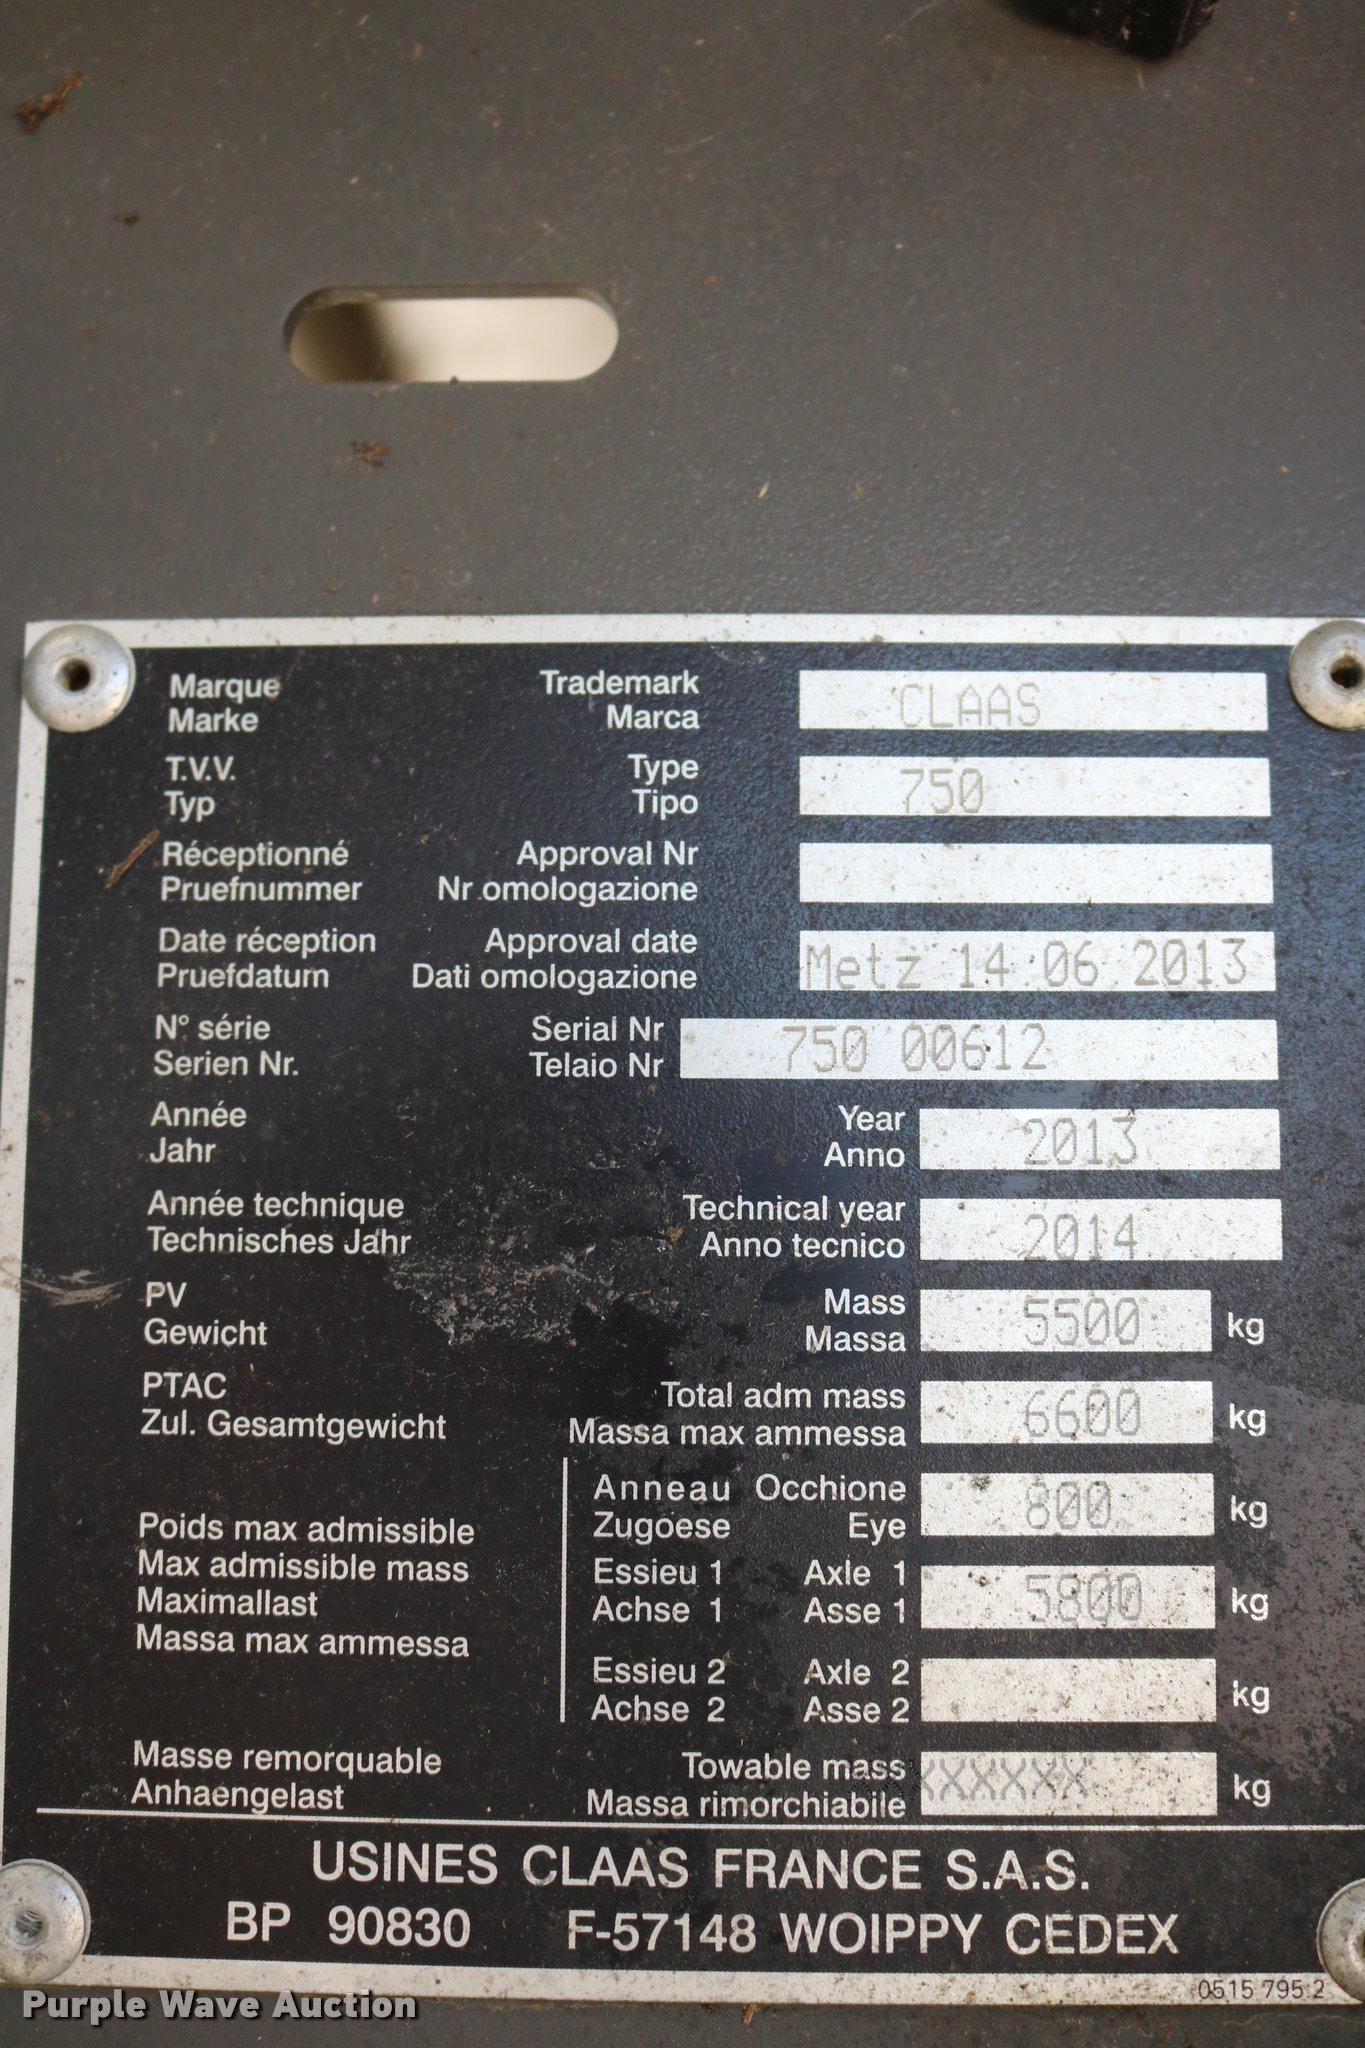 Marque Trademark CLAAS
Marke Marca
T.V.V. Type 750
Typ Tipo
Réceptionné Approval Nr
Pruefnummer Nr omologazione
Date réception Approval date Metz 14.06.2013
Pruefdatum Dati omologazione
N° série Serial Nr 750 00612
Serien Nr. Telaio Nr
Année Year 2013
Jahr Anno
Année technique Technical year 2014
Technisches Jahr Anno tecnico
PV Mass 5500 kg
Gewicht Massa
PTAC Total adm mass 6600 kg
Zul. Gesamtgewicht Massa max ammessa
Poids max admissible
Max admissible mass
Maximallast
Massa max ammessa
Anneau Occhione 800 kg
Zugoese Eye
Essieu 1 Axle 1 5800 kg
Achse 1 Asse 1
Essieu 2 Axle 2 kg
Achse 2 Asse 2
Masse remorquable Towable mass XXXXXX kg
Anhaengelast Massa rimorchiabile
USINES CLAAS FRANCE S.A.S.
BP 90830 F-57148 WOIPPY CEDEX
0515 795 2
Purple Wave Auction